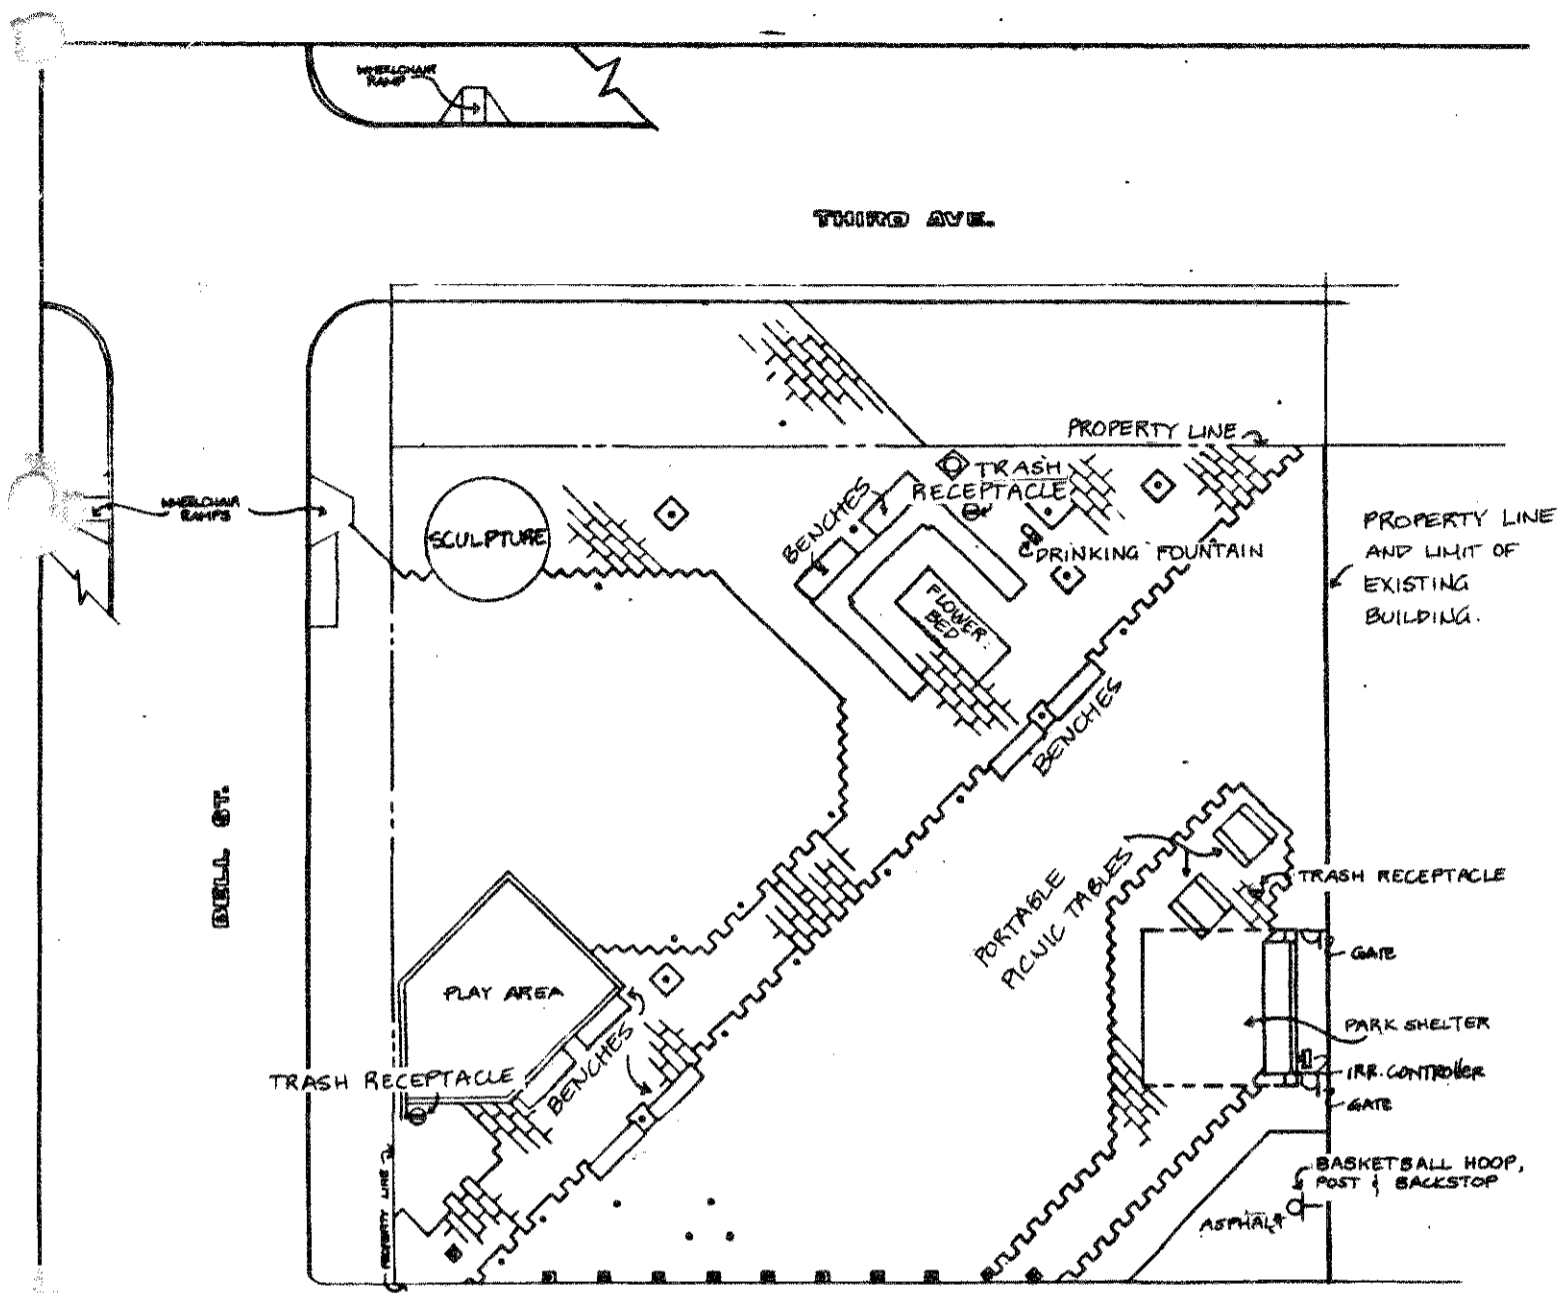 WHEELCHAIR
RAMP
THIRD AVE.
PROPERTY LINE
TRASH
RECEPTACLE
BENCHES
WHEELCHAIR
RAMPS
SCULPTURE
DRINKING FOUNTAIN
PROPERTY LINE
AND LIMIT OF
EXISTING
BUILDING.
FLOWER
BED
BENCHES
BELL ST.
PORTABLE
PICNIC TABLES
TRASH RECEPTACLE
GATE
PLAY AREA
PARK SHELTER
BENCHES
TRASH RECEPTACLE
IRR. CONTROLLER
GATE
PROPERTY LINE
BASKETBALL HOOP,
POST & BACKSTOP
ASPHALT